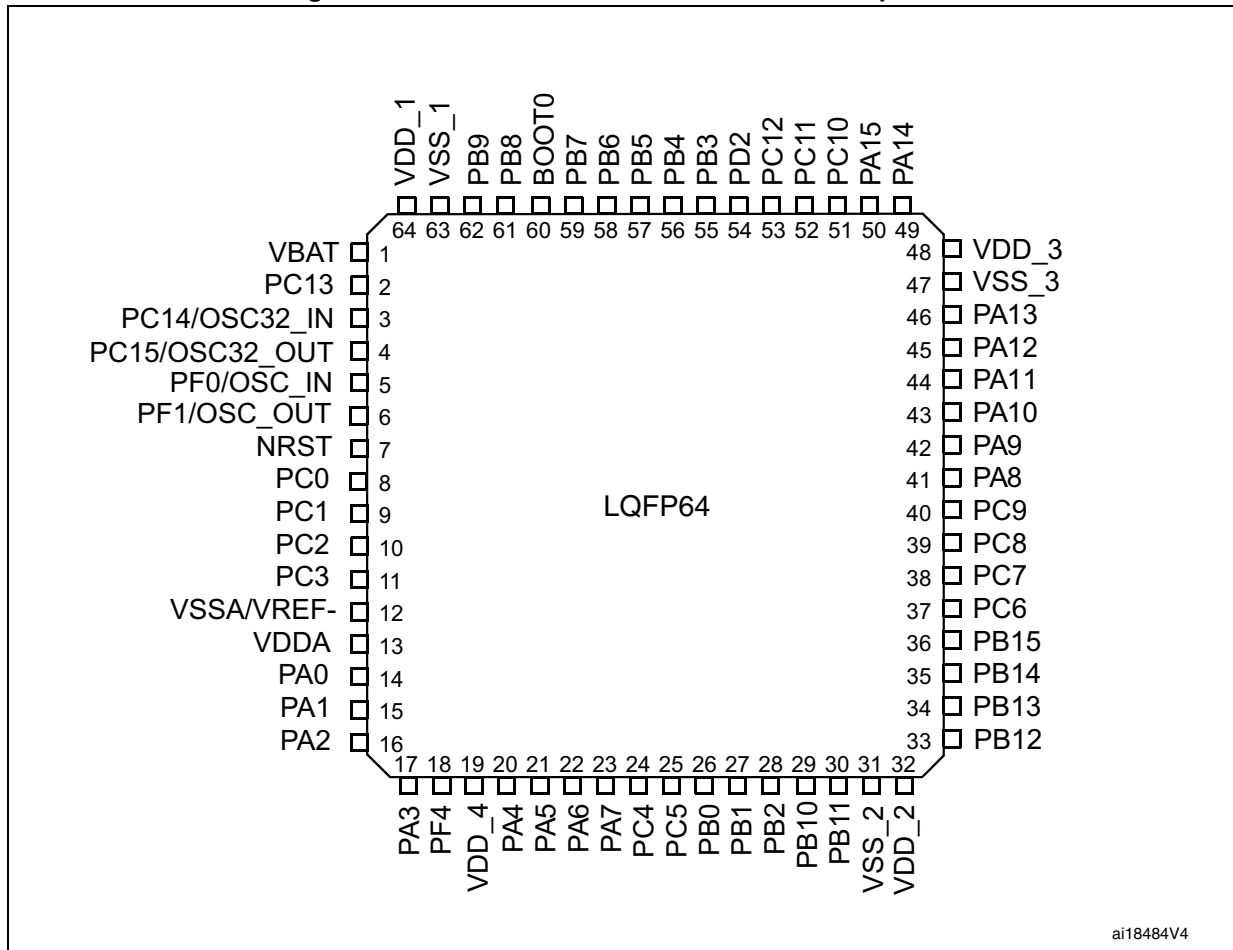 VDD_1
VSS_1
PB9
PB8
BOOT0
PB7
PB6
PB5
PB4
PB3
PD2
PC12
PC11
PC10
PA15
PA14
64 63 62 61 60 59 58 57 56 55 54 53 52 51 50 49
VBAT 1
PC13 2
PC14/OSC32_IN 3
PC15/OSC32_OUT 4
PF0/OSC_IN 5
PF1/OSC_OUT 6
NRST 7
PC0 8
PC1 9
PC2 10
PC3 11
VSSA/VREF- 12
VDDA 13
PA0 14
PA1 15
PA2 16
LQFP64
48 VDD_3
47 VSS_3
46 PA13
45 PA12
44 PA11
43 PA10
42 PA9
41 PA8
40 PC9
39 PC8
38 PC7
37 PC6
36 PB15
35 PB14
34 PB13
33 PB12
17 18 19 20 21 22 23 24 25 26 27 28 29 30 31 32
PA3
PF4
VDD_4
PA4
PA5
PA6
PA7
PC4
PC5
PB0
PB1
PB2
PB10
PB11
VSS_2
VDD_2
ai18484V4